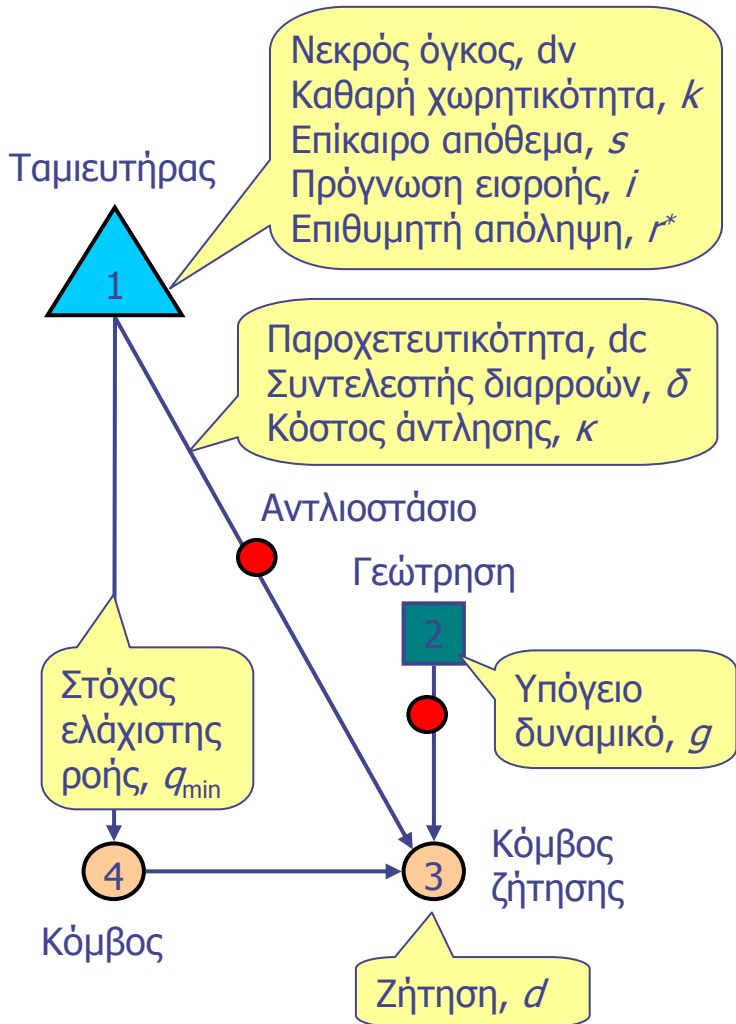 Νεκρός όγκος, dv
Καθαρή χωρητικότητα, k
Επίκαιρο απόθεμα, s
Πρόγνωση εισροής, i
Επιθυμητή απόληψη, r*
Ταμιευτήρας
1
Παροχετευτικότητα, dc
Συντελεστής διαρροών, δ
Κόστος άντλησης, κ
Αντλιοστάσιο
Γεώτρηση
2
Στόχος
ελάχιστης
ροής, qmin
Υπόγειο
δυναμικό, g
4
3
Κόμβος
ζήτησης
Κόμβος
Ζήτηση, d